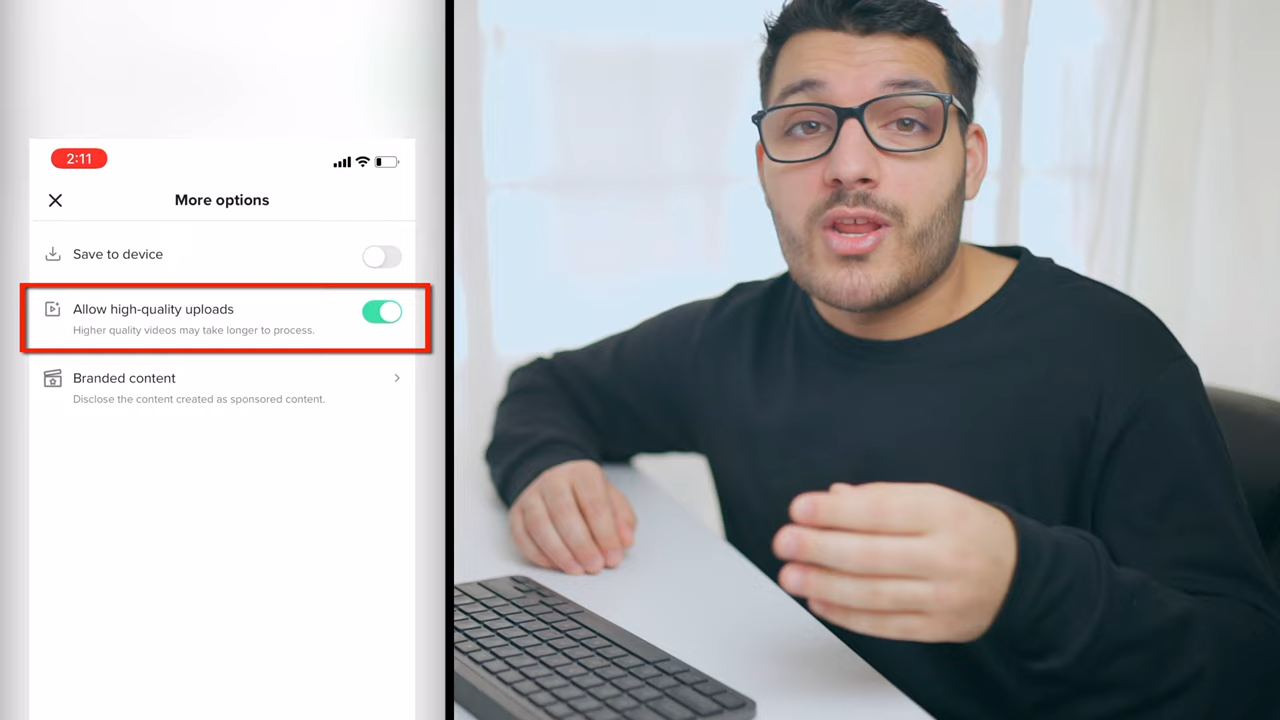 2:11
More options
Save to device
Allow high-quality uploads
Higher quality videos may take longer to process.
Branded content
Disclose the content created as sponsored content.